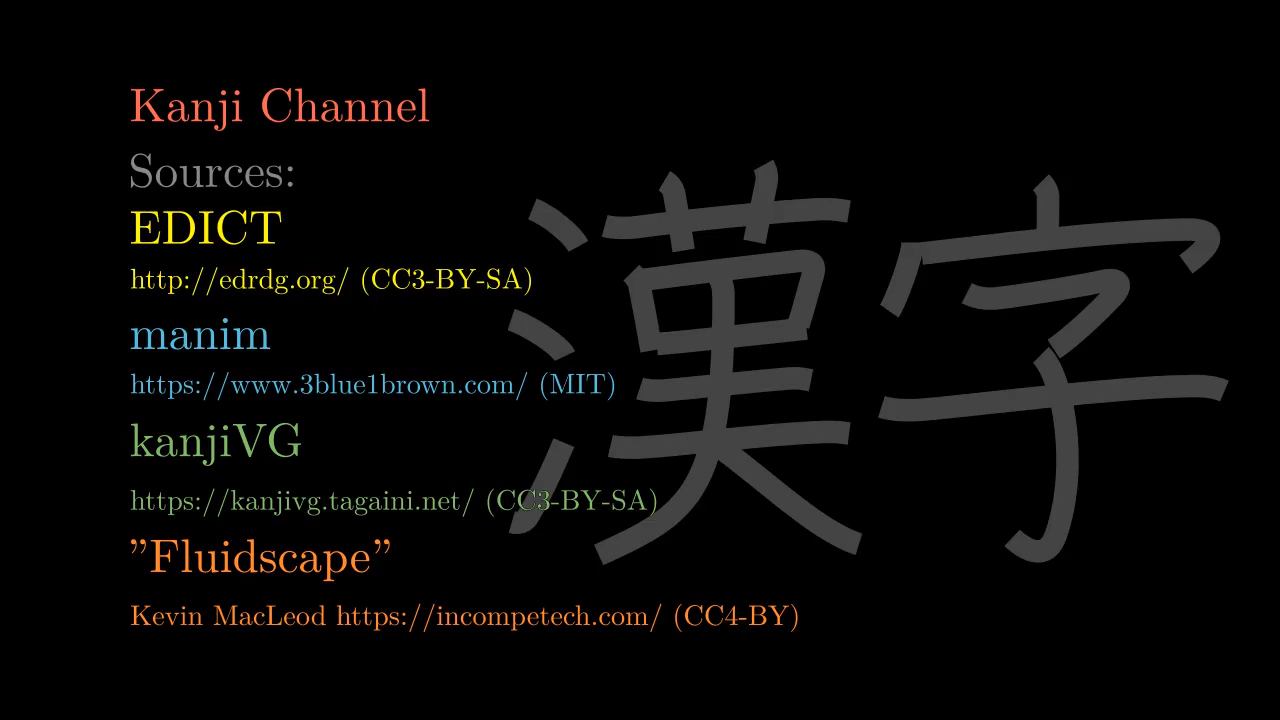 Kanji Channel
Sources:
EDICT
http://edrdg.org/ (CC3-BY-SA)
manim
https://www.3blue1brown.com/ (MIT)
kanjiVG
https://kanjivg.tagaini.net/ (CC3-BY-SA)
”Fluidscape”
Kevin MacLeod https://incompetech.com/ (CC4-BY)
漢字